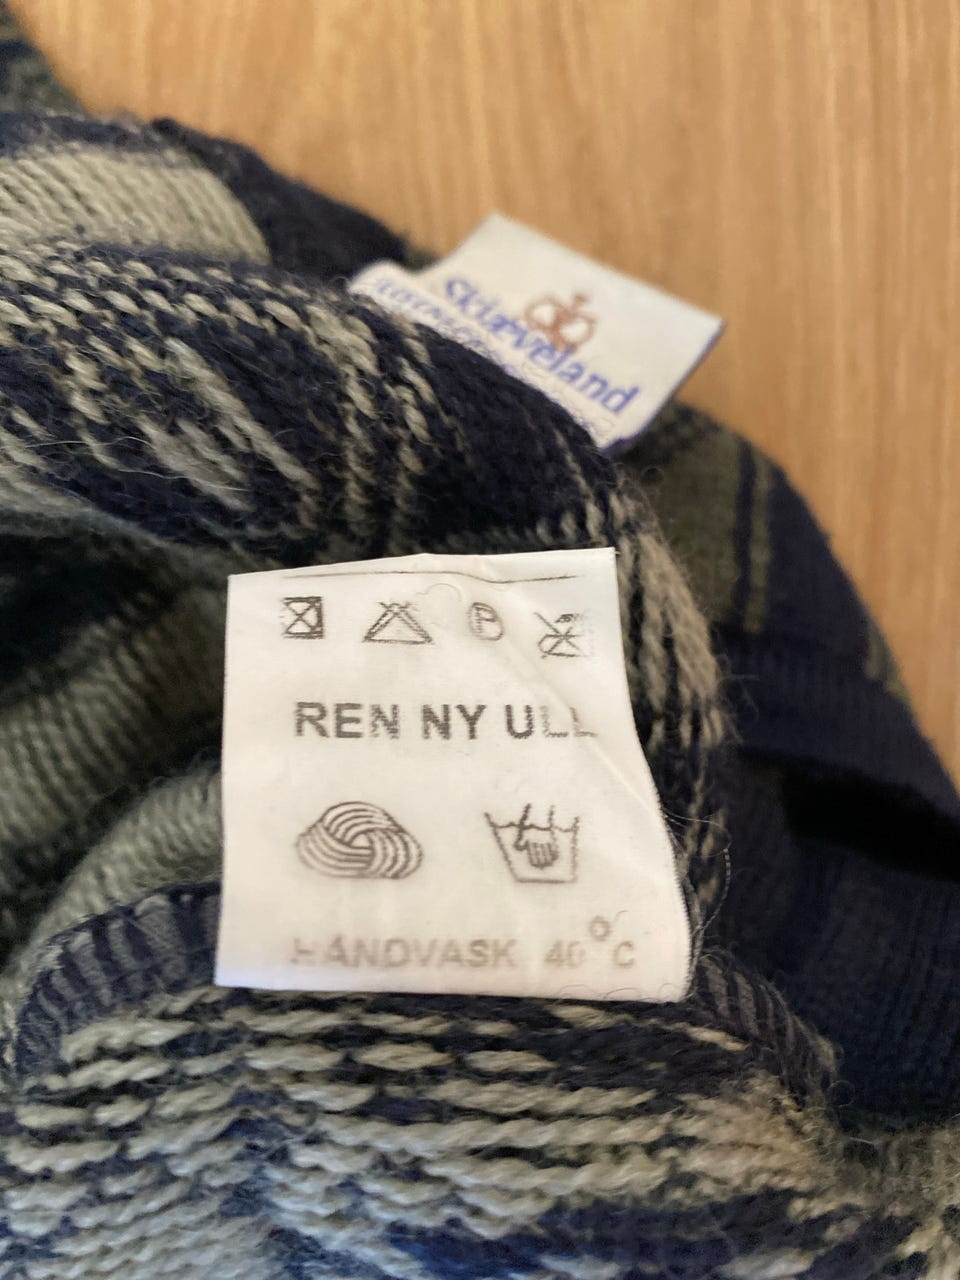 Skjæveland
P
REN NY ULL
HÅNDVASK 40°C